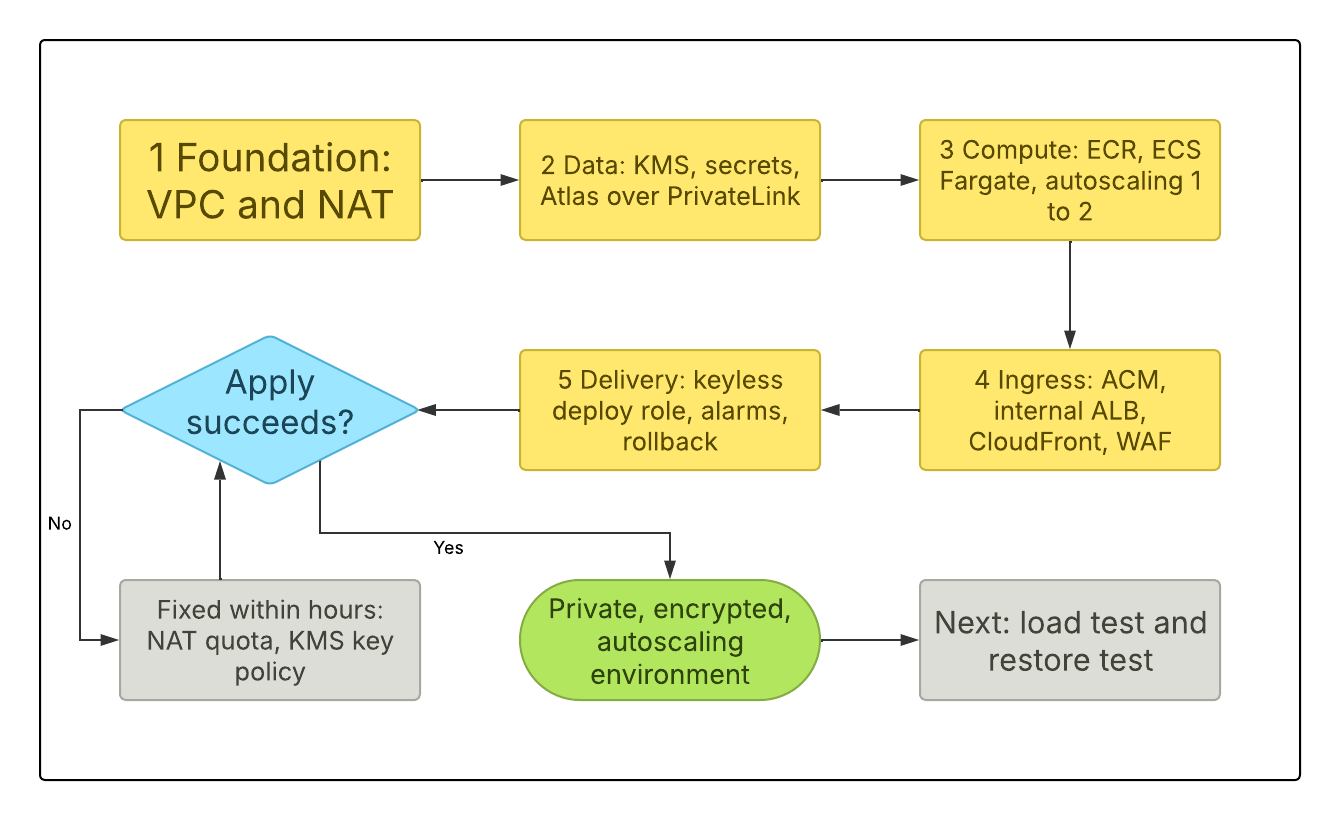 1 Foundation:
VPC and NAT
2 Data: KMS, secrets,
Atlas over PrivateLink
3 Compute: ECR, ECS
Fargate, autoscaling 1
to 2
Apply
succeeds?
5 Delivery: keyless
deploy role, alarms,
rollback
4 Ingress: ACM,
internal ALB,
CloudFront, WAF
No
Yes
Fixed within hours:
NAT quota, KMS key
policy
Private, encrypted,
autoscaling
environment
Next: load test and
restore test